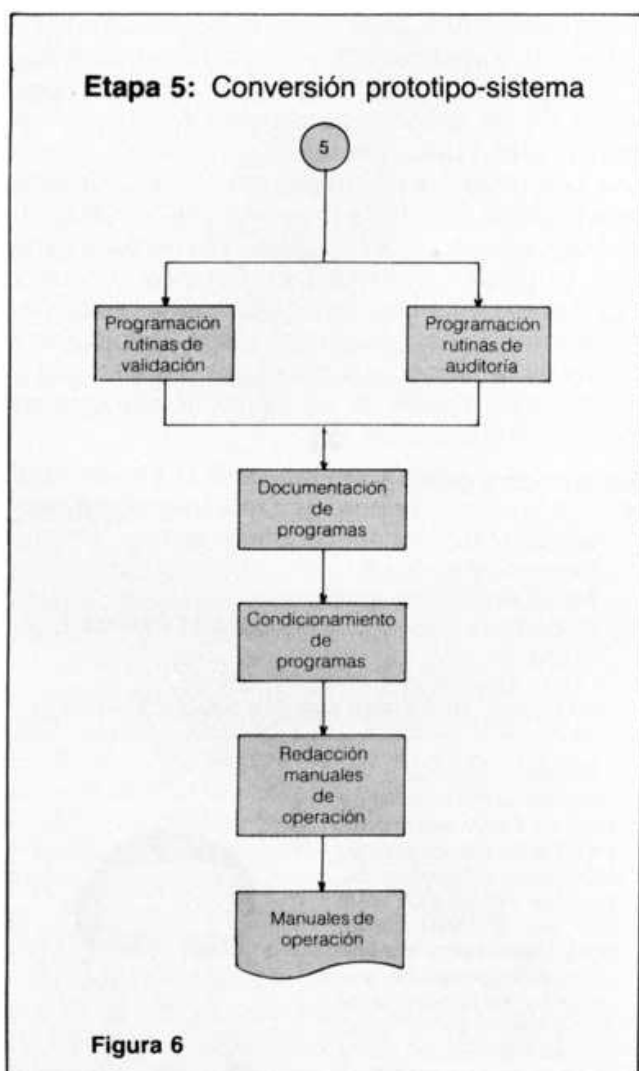 Etapa 5: Conversión prototipo-sistema
5
Programación
rutinas de
validación
Programación
rutinas de
auditoría
Documentación
de
programas
Condicionamiento
de
programas
Redacción
manuales
de
operación
Manuales de
operación
Figura 6